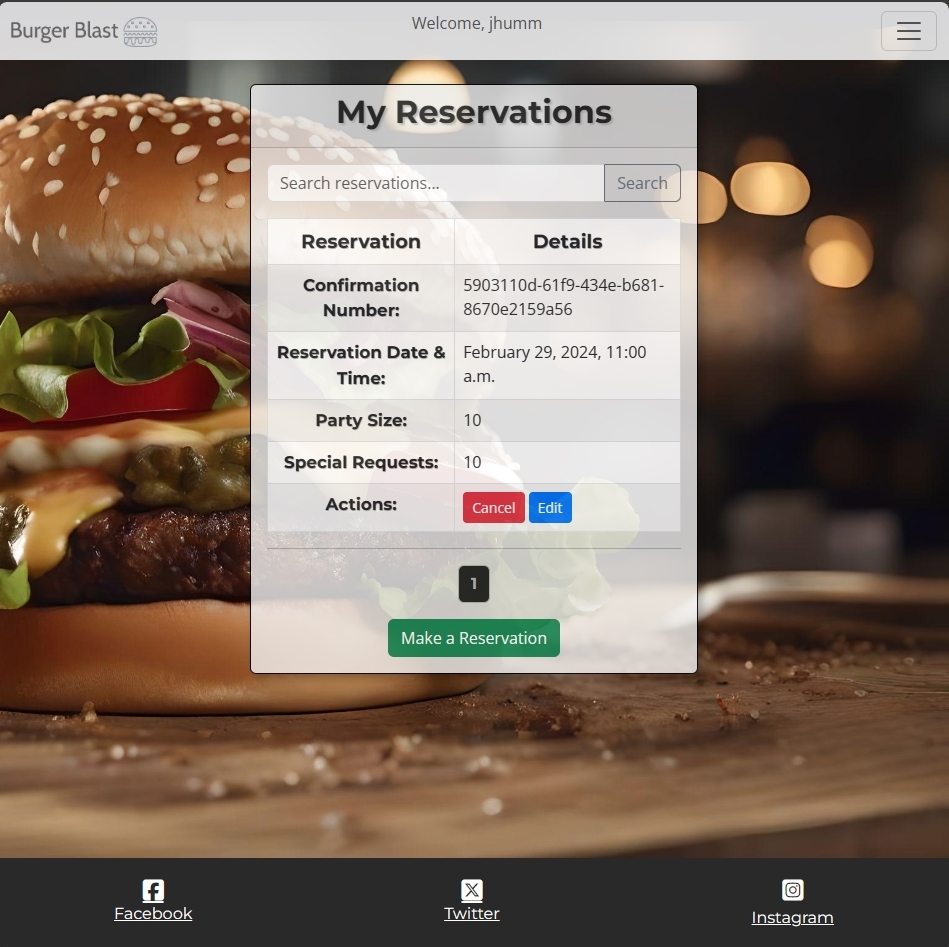 Burger Blast
Welcome, jhumm
My Reservations
Search reservations...
Search
Reservation Details
Confirmation Number: 5903110d-61f9-434e-b681-8670e2159a56
Reservation Date & Time: February 29, 2024, 11:00 a.m.
Party Size: 10
Special Requests: 10
Actions: Cancel Edit
1
Make a Reservation
Facebook
Twitter
Instagram